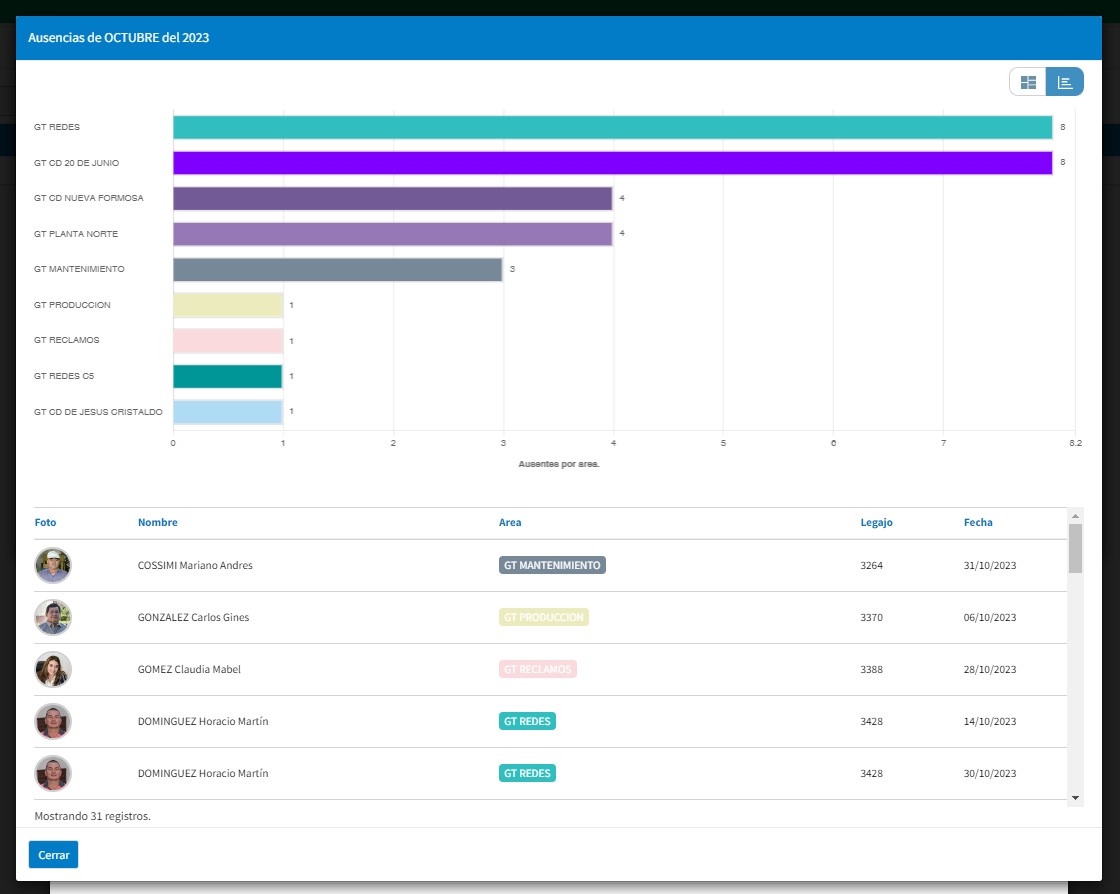 Ausencias de OCTUBRE del 2023
GT REDES 8
GT CD 20 DE JUNIO 8
GT CD NUEVA FORMOSA 4
GT PLANTA NORTE 4
GT MANTENIMIENTO 3
GT PRODUCCION 1
GT RECLAMOS 1
GT REDES C5 1
GT CD DE JESUS CRISTALDO 1
0 1 2 3 4 5 6 7 8.2
Ausentes por area.
Foto Nombre Area Legajo Fecha
COSSIMI Mariano Andres GT MANTENIMIENTO 3264 31/10/2023
GONZALEZ Carlos Gines GT PRODUCCION 3370 06/10/2023
GOMEZ Claudia Mabel GT RECLAMOS 3388 28/10/2023
DOMINGUEZ Horacio Martín GT REDES 3428 14/10/2023
DOMINGUEZ Horacio Martín GT REDES 3428 30/10/2023
Mostrando 31 registros.
Cerrar